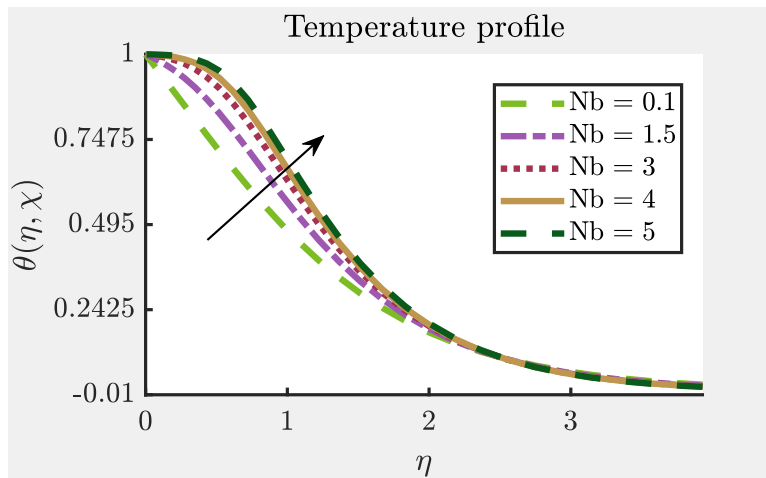 Temperature profile
1
0.7475
0.495
0.2425
-0.01
θ(η, χ)
0 1 2 3
η
Nb = 0.1
Nb = 1.5
Nb = 3
Nb = 4
Nb = 5